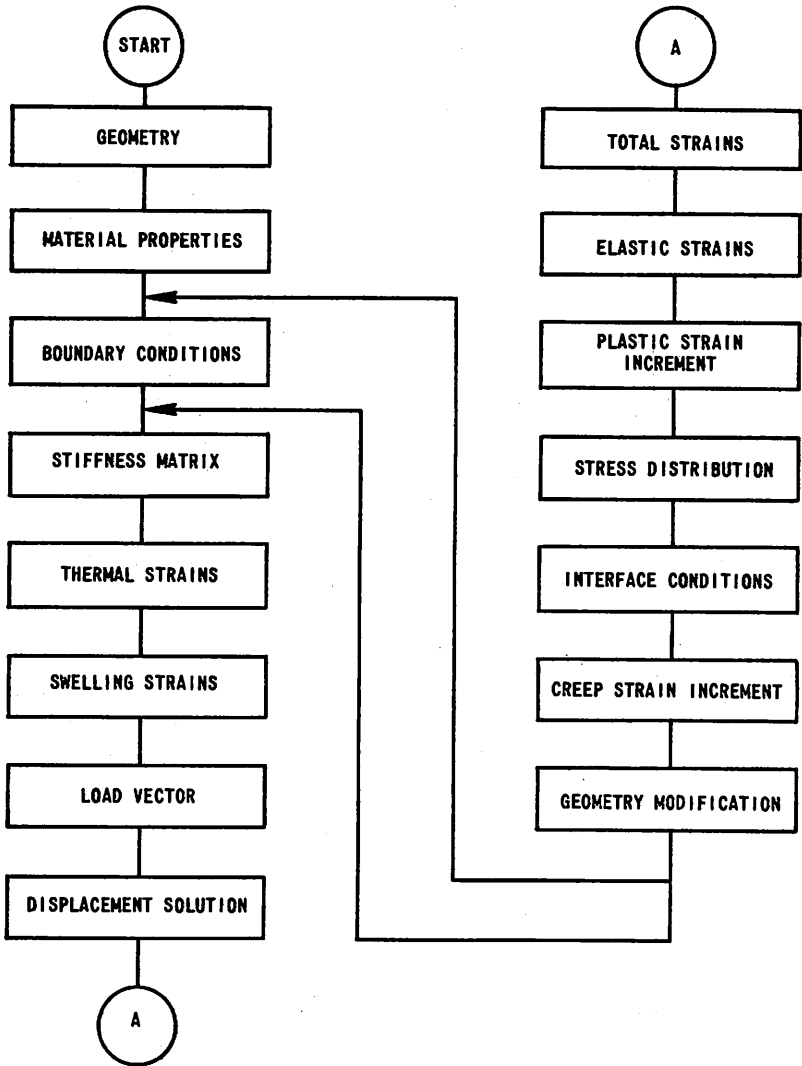 START
GEOMETRY
MATERIAL PROPERTIES
BOUNDARY CONDITIONS
STIFFNESS MATRIX
THERMAL STRAINS
SWELLING STRAINS
LOAD VECTOR
DISPLACEMENT SOLUTION
A
A
TOTAL STRAINS
ELASTIC STRAINS
PLASTIC STRAIN
INCREMENT
STRESS DISTRIBUTION
INTERFACE CONDITIONS
CREEP STRAIN INCREMENT
GEOMETRY MODIFICATION